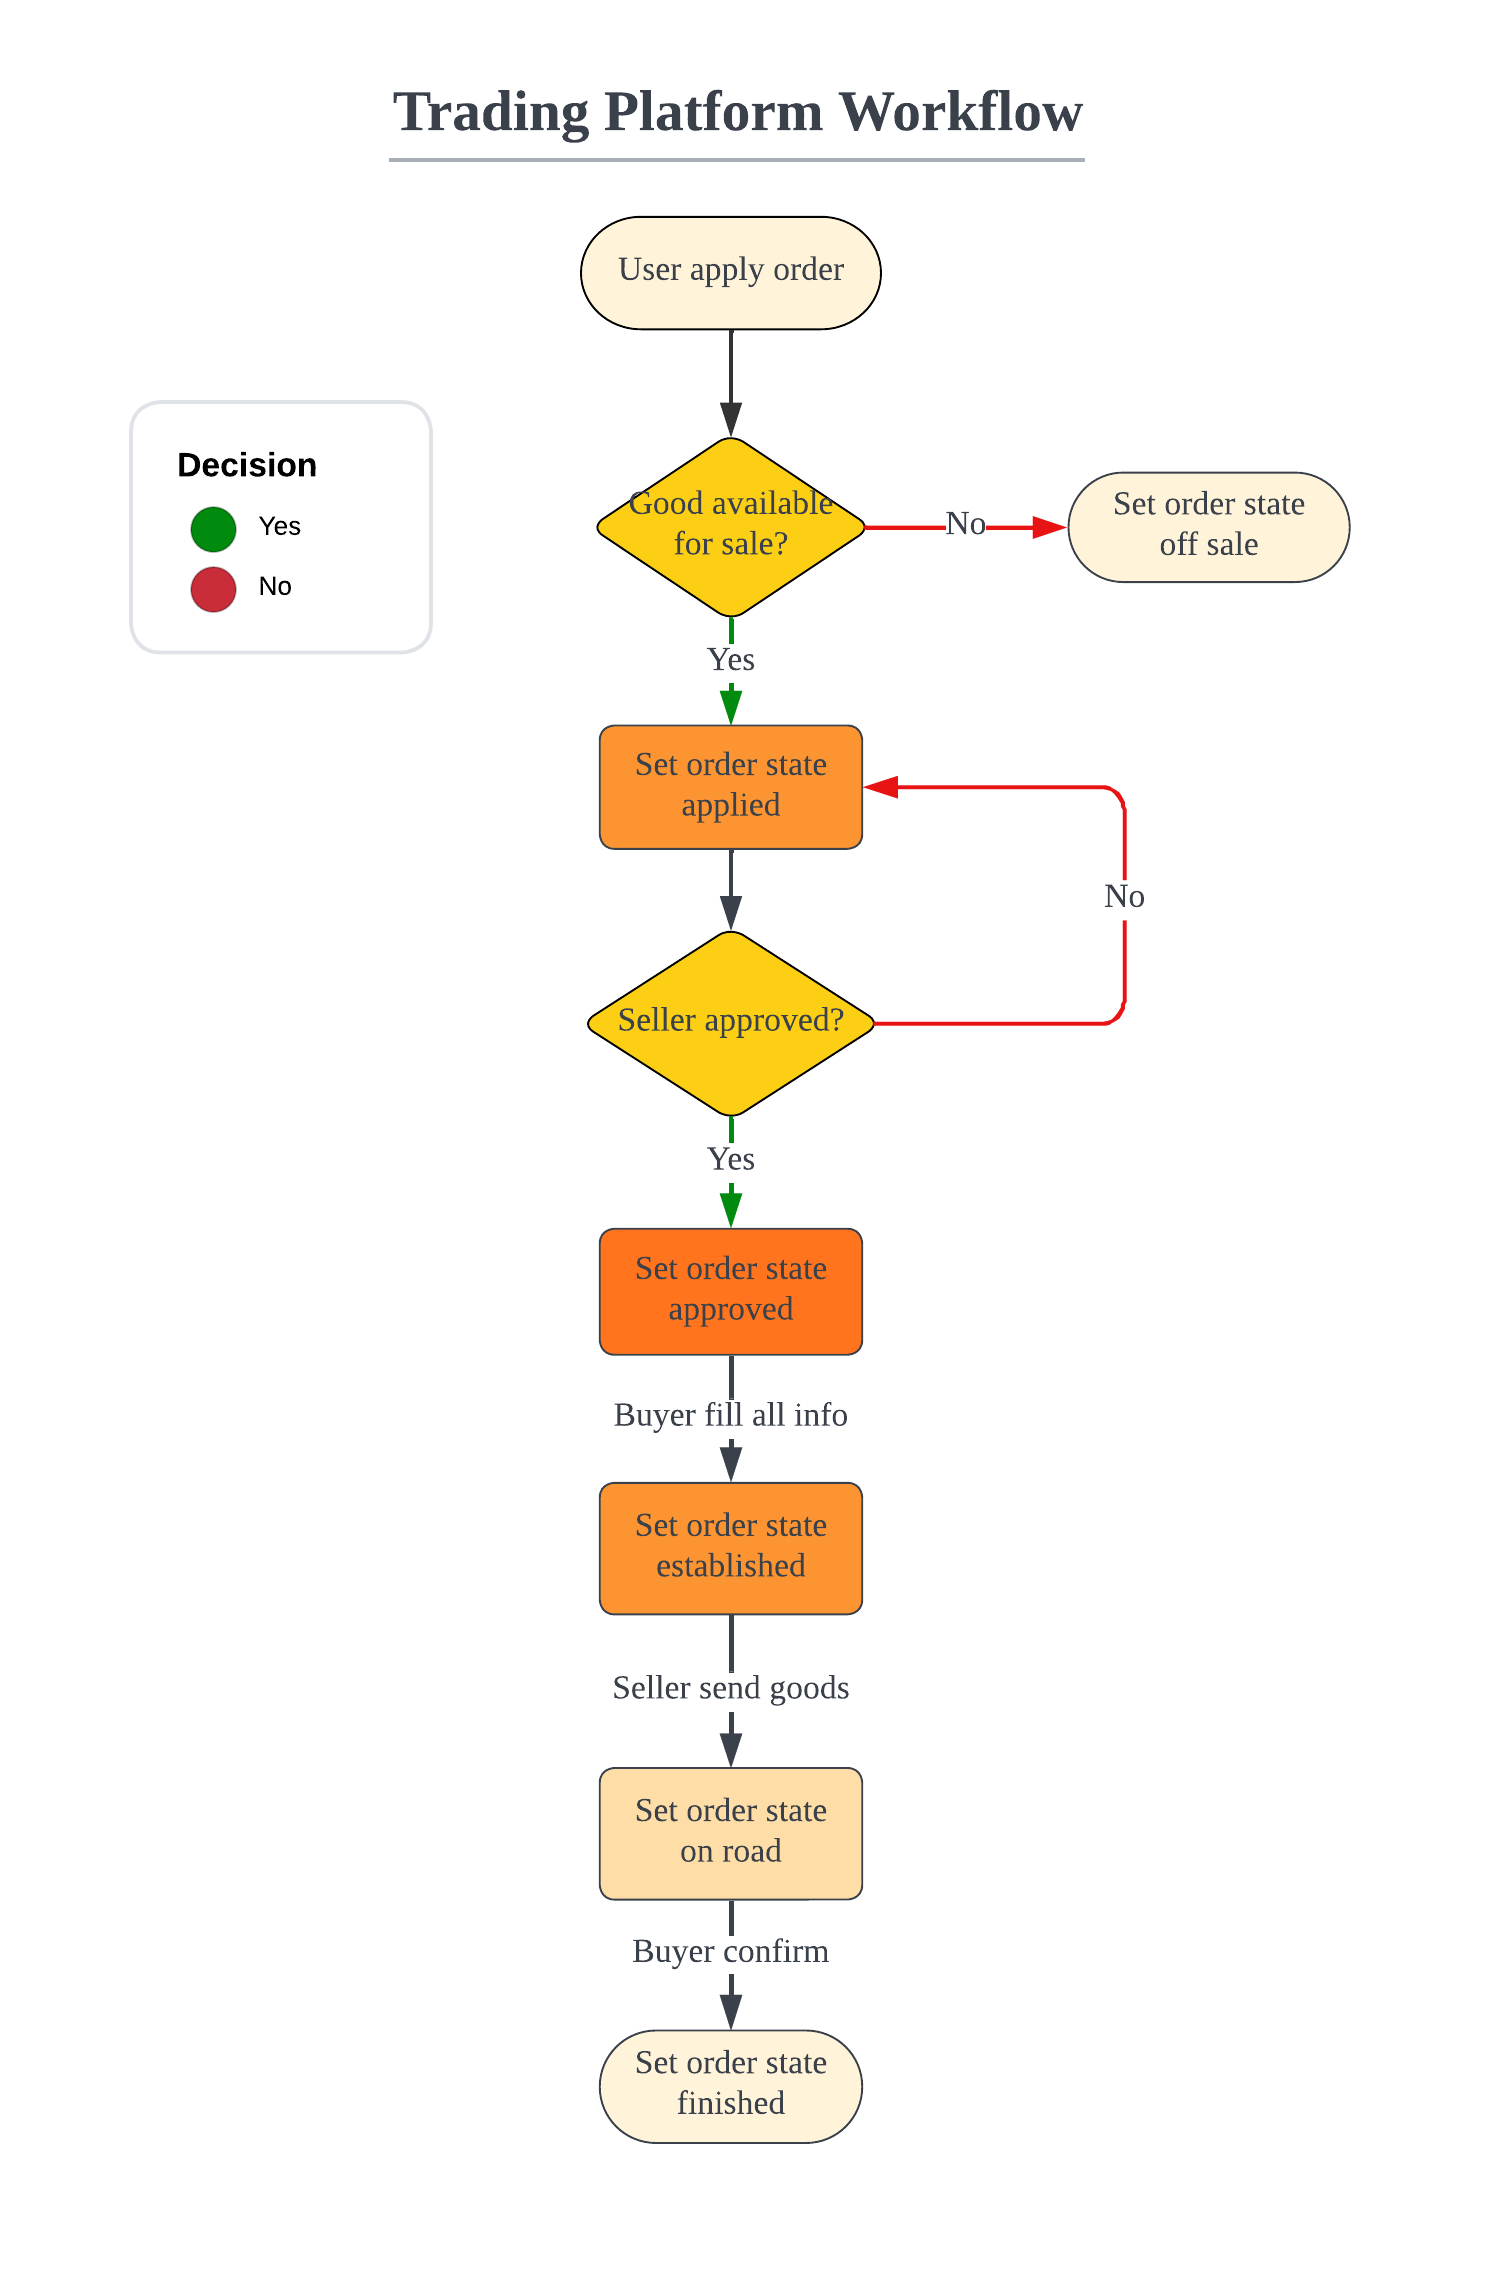 Trading Platform Workflow
User apply order
Decision
Yes
No
Good available
for sale?
No
Set order state
off sale
Yes
Set order state
applied
No
Seller approved?
Yes
Set order state
approved
Buyer fill all info
Set order state
established
Seller send goods
Set order state
on road
Buyer confirm
Set order state
finished